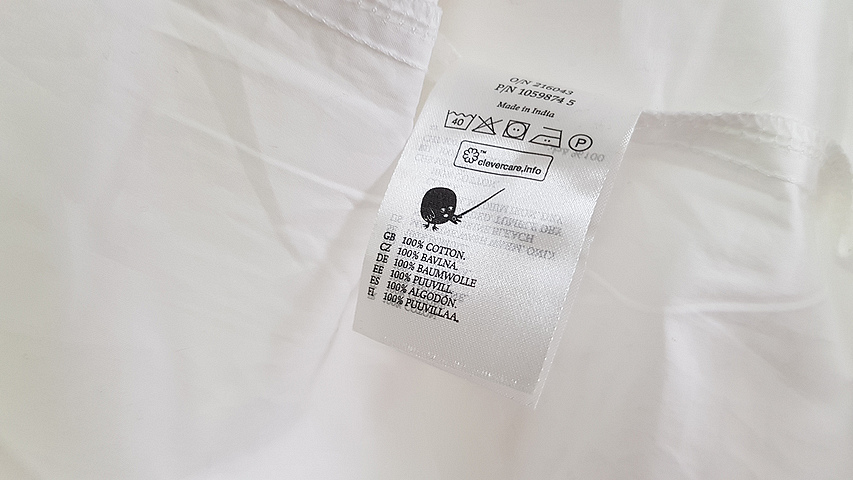 O/N 216043
P/N 1059874 5
Made in India
40 P
™
clevercare.info
GB 100% COTTON.
CZ 100% BAVLNA.
DE 100% BAUMWOLLE
EE 100% PUUVILL.
ES 100% ALGODÓN.
FI 100% PUUVILLAA.